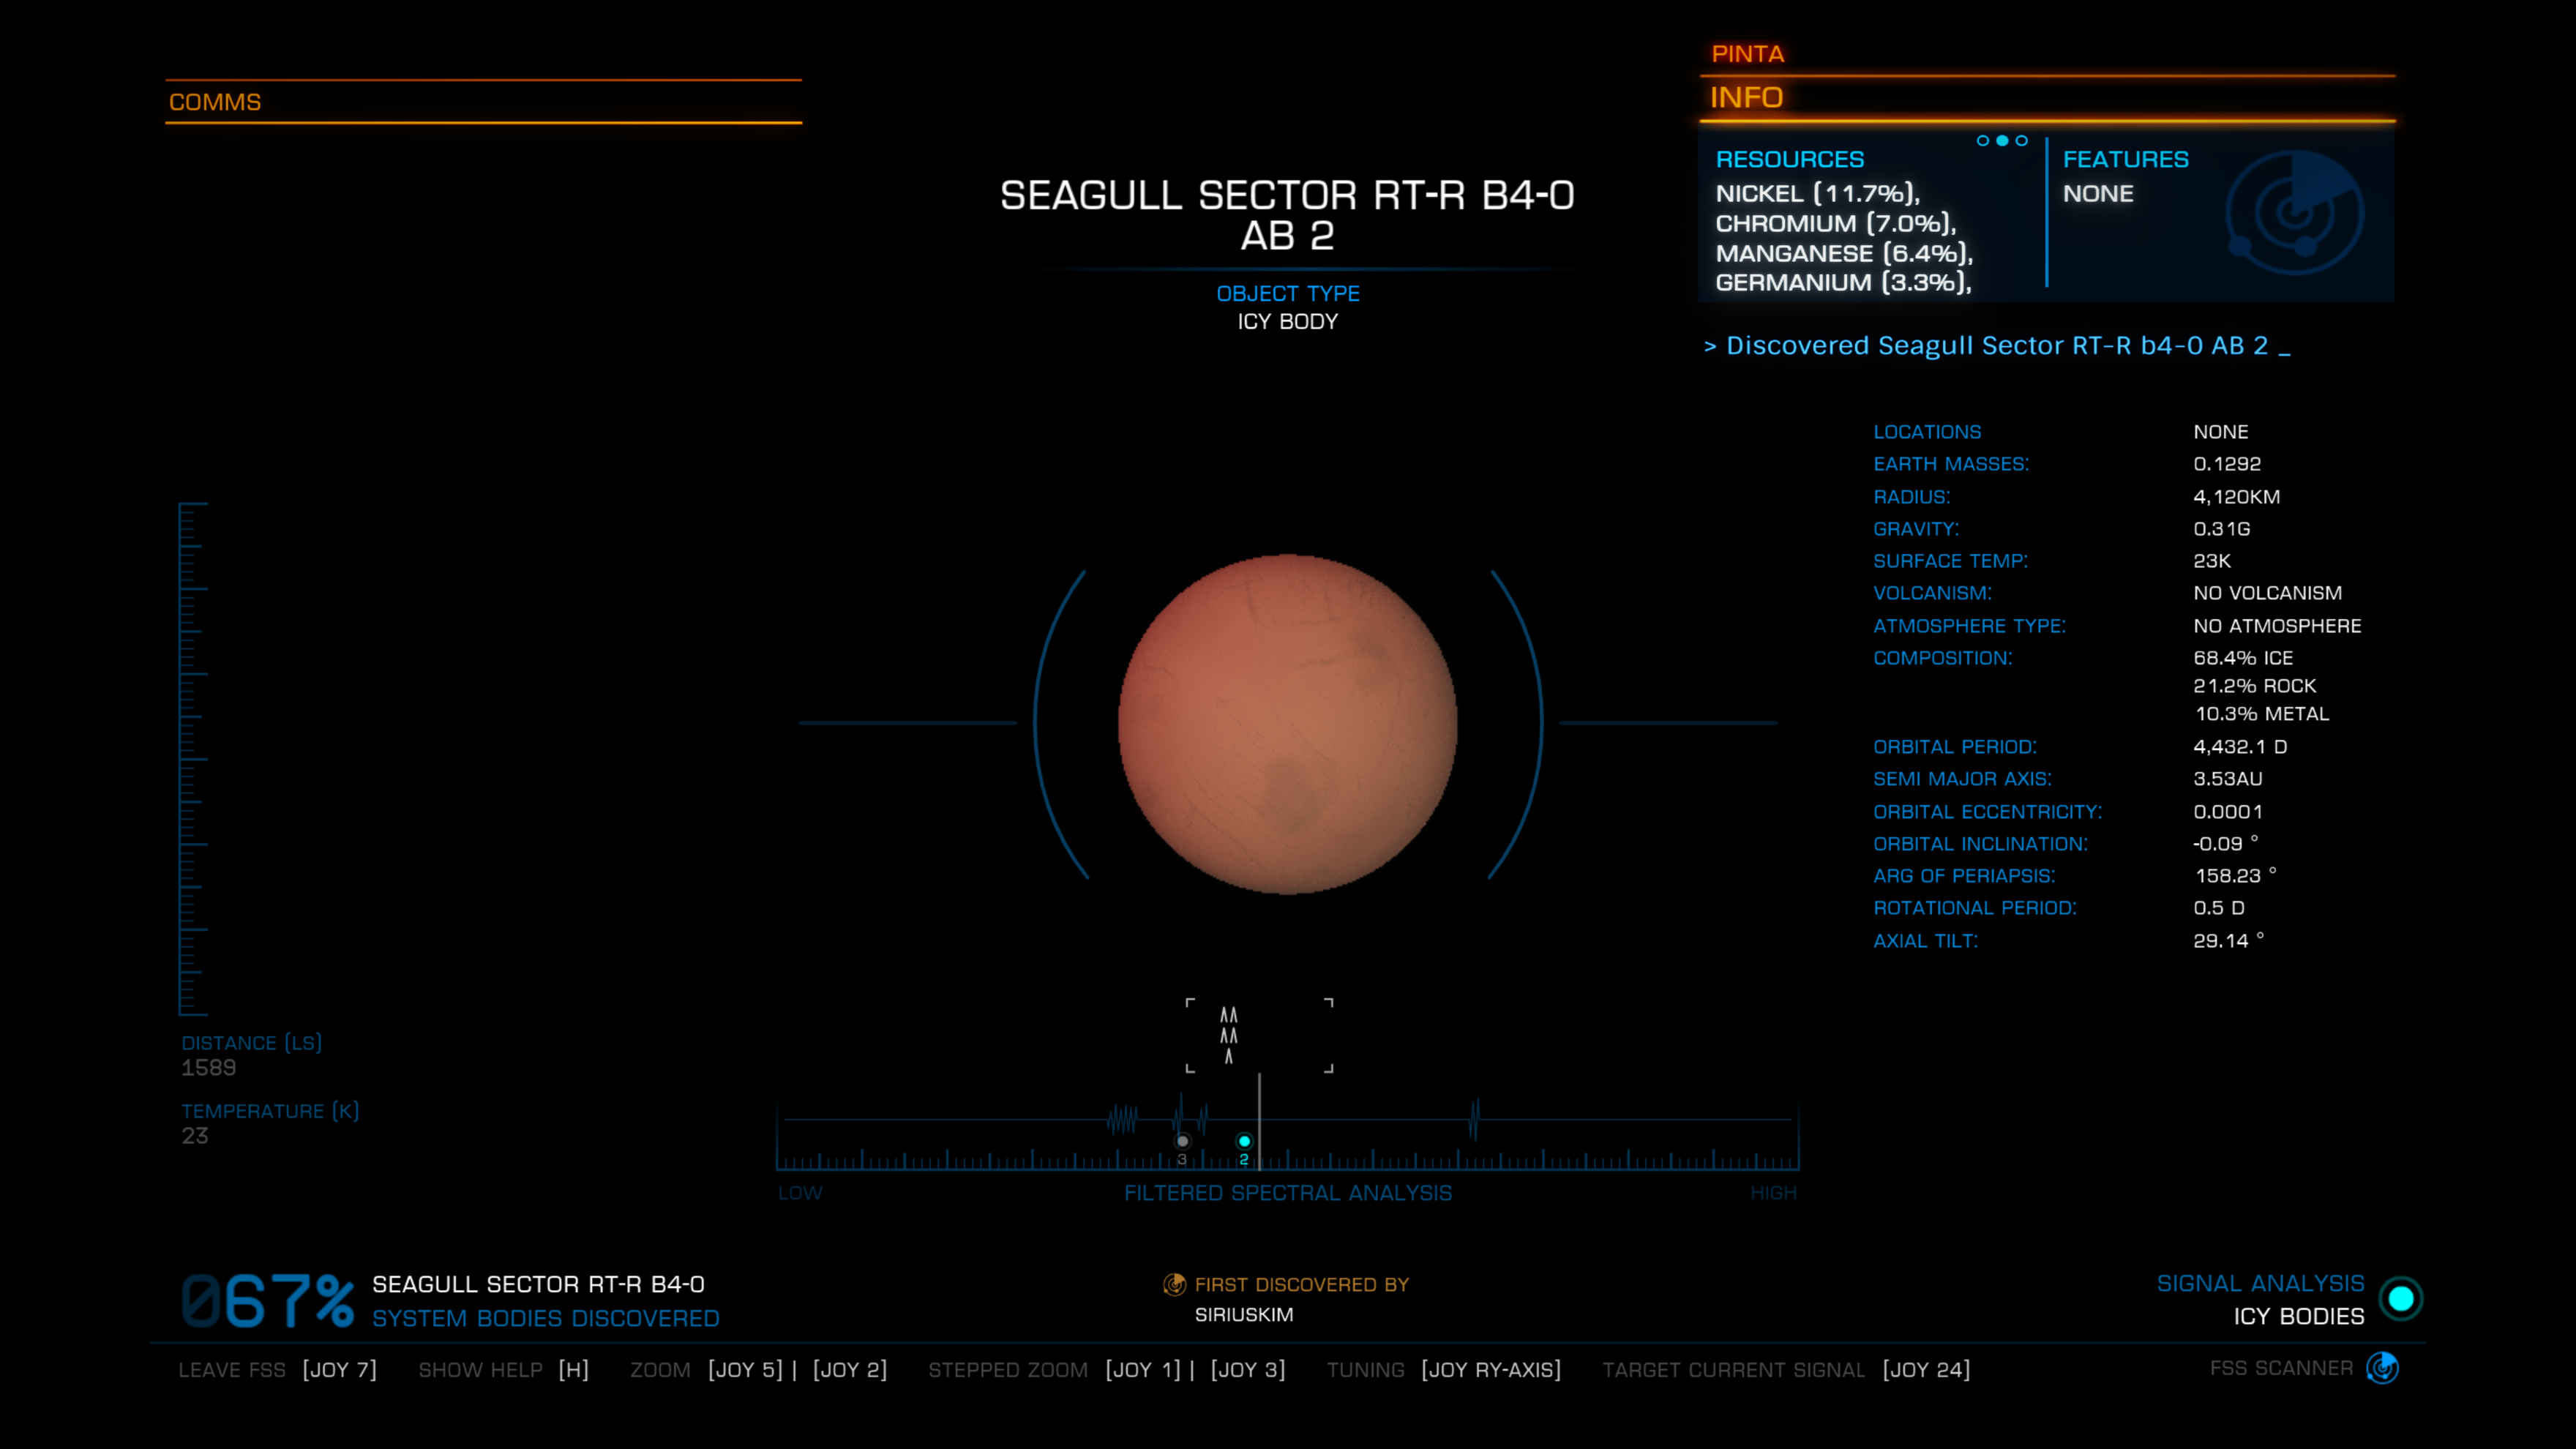 PINTA
COMMS
INFO
RESOURCES
NICKEL (11.7%),
CHROMIUM (7.0%),
MANGANESE (6.4%),
GERMANIUM (3.3%),
FEATURES
NONE
> Discovered Seagull Sector RT-R b4-0 AB 2 _
SEAGULL SECTOR RT-R B4-0
AB 2
OBJECT TYPE
ICY BODY
LOCATIONS NONE
EARTH MASSES: 0.1292
RADIUS: 4,120KM
GRAVITY: 0.31G
SURFACE TEMP: 23K
VOLCANISM: NO VOLCANISM
ATMOSPHERE TYPE: NO ATMOSPHERE
COMPOSITION: 68.4% ICE
21.2% ROCK
10.3% METAL
ORBITAL PERIOD: 4,432.1 D
SEMI MAJOR AXIS: 3.53AU
ORBITAL ECCENTRICITY: 0.0001
ORBITAL INCLINATION: -0.09 °
ARG OF PERIAPSIS: 158.23 °
ROTATIONAL PERIOD: 0.5 D
AXIAL TILT: 29.14 °
DISTANCE (LS)
1589
TEMPERATURE (K)
23
3 2
LOW FILTERED SPECTRAL ANALYSIS HIGH
067% SEAGULL SECTOR RT-R B4-0
SYSTEM BODIES DISCOVERED
FIRST DISCOVERED BY
SIRIUSKIM
SIGNAL ANALYSIS
ICY BODIES
LEAVE FSS [JOY 7] SHOW HELP [H] ZOOM [JOY 5] | [JOY 2] STEPPED ZOOM [JOY 1] | [JOY 3] TUNING [JOY RY-AXIS] TARGET CURRENT SIGNAL [JOY 24] FSS SCANNER